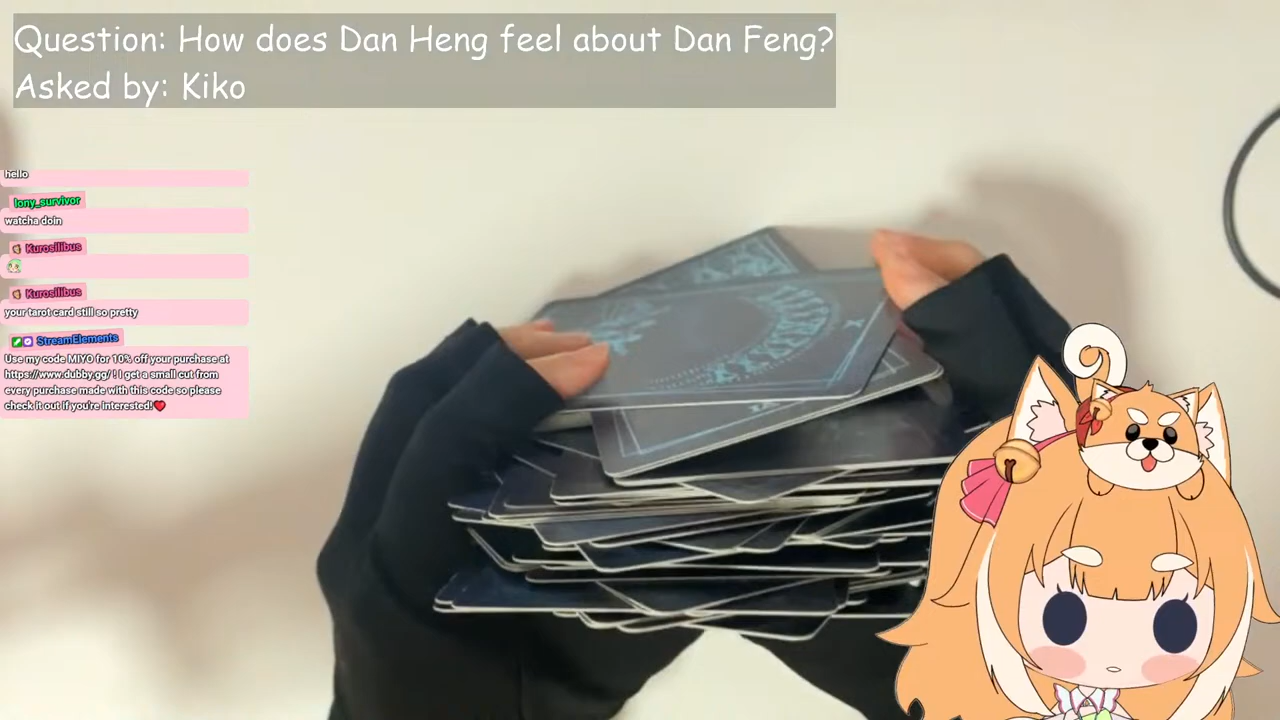 Question: How does Dan Heng feel about Dan Feng?
Asked by: Kiko
hello
lony_survivor
watcha doin
Kurosilibus
Kurosilibus
your tarot card still so pretty
StreamElements
Use my code MIYO for 10% off your purchase at
https://www.dubby.gg/ ! I get a small cut from
every purchase made with this code so please
check it out if you're interested!